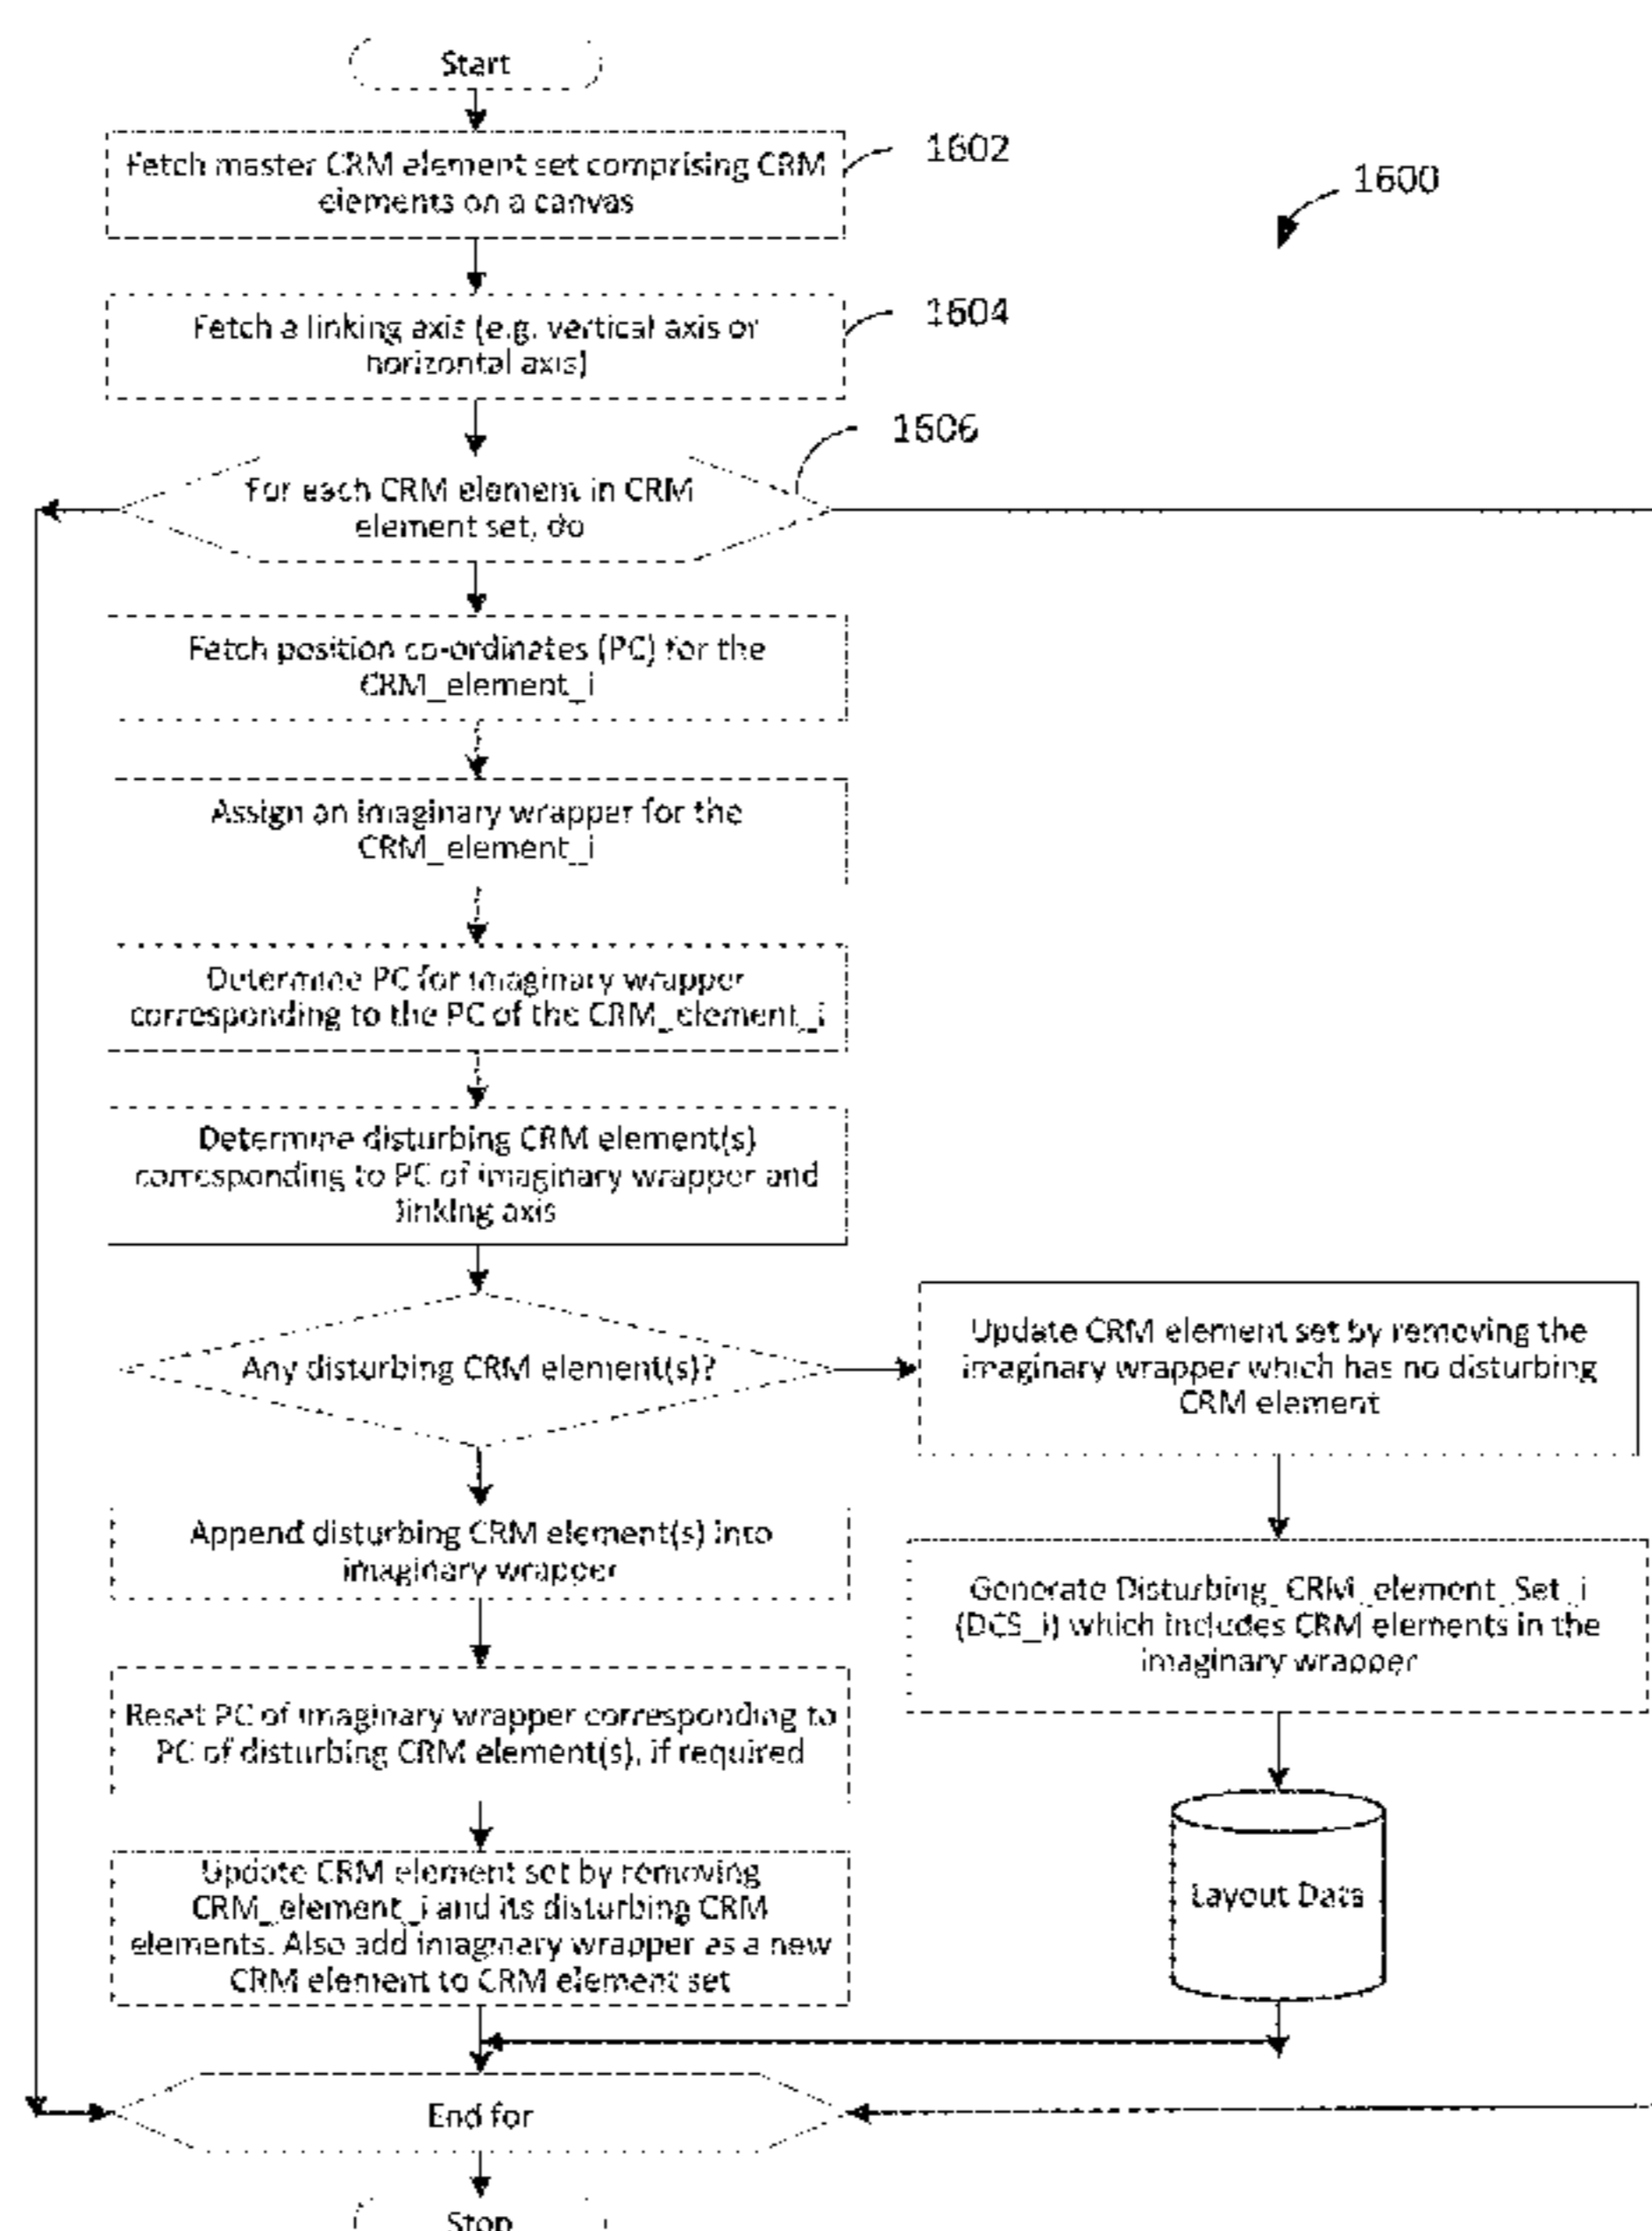 Start
Fetch master CRM element set comprising CRM
elements on a canvas
1602
1600
Fetch a linking axis (e.g. vertical axis or
horizontal axis)
1604
1606
For each CRM element in CRM
element set, do
Fetch position co-ordinates (PC) for the
CRM_element_i
Assign an imaginary wrapper for the
CRM_element_i
Determine PC for imaginary wrapper
corresponding to the PC of the CRM_element_i
Determine disturbing CRM element(s)
corresponding to PC of imaginary wrapper and
linking axis
Any disturbing CRM element(s)?
Update CRM element set by removing the
imaginary wrapper which has no disturbing
CRM element
Append disturbing CRM element(s) into
imaginary wrapper
Generate Disturbing_CRM_element_Set_i
(DCS_i) which includes CRM elements in the
imaginary wrapper
Reset PC of imaginary wrapper corresponding to
PC of disturbing CRM element(s), if required
Update CRM element set by removing
CRM_element_i and its disturbing CRM
elements. Also add imaginary wrapper as a new
CRM element to CRM element set
Layout Data
End for
Stop